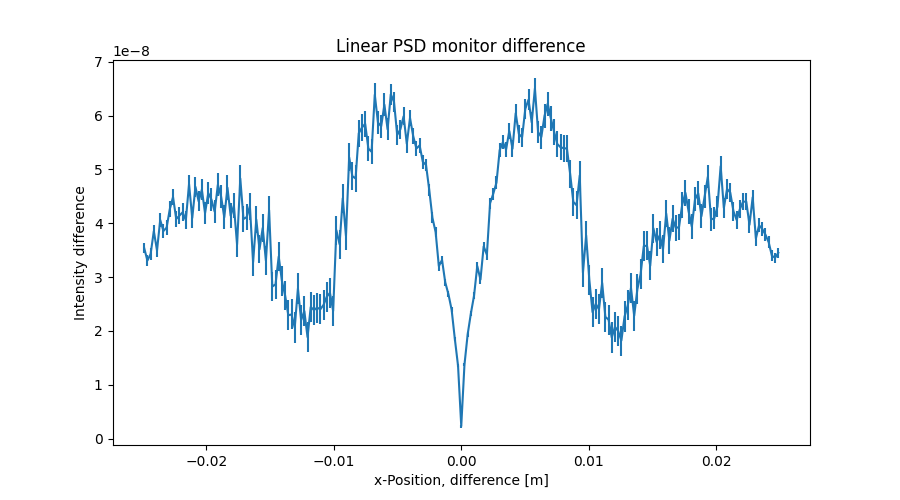 Linear PSD monitor difference
1e−8
7
6
5
4
3
2
1
0
Intensity difference
−0.02 −0.01 0.00 0.01 0.02
x-Position, difference [m]